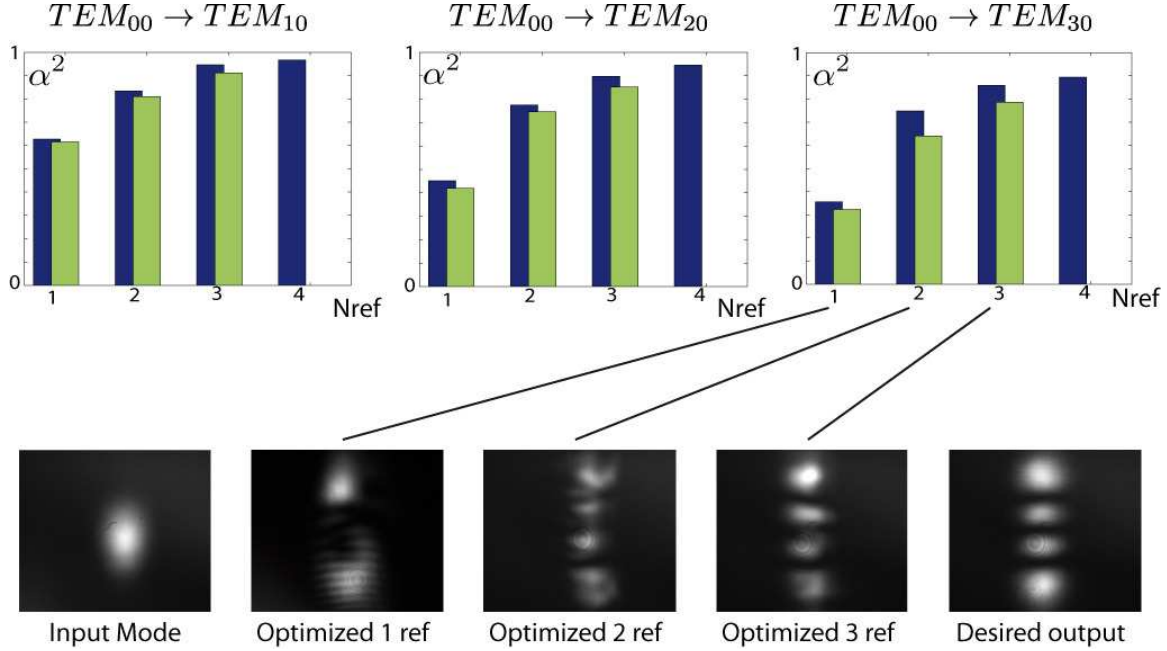 TEM₀₀ → TEM₁₀
TEM₀₀ → TEM₂₀
TEM₀₀ → TEM₃₀
1
α²
0
1 2 3 4
Nref
1
α²
0
1 2 3 4
Nref
1
α²
0
1 2 3 4
Nref
Input Mode
Optimized 1 ref
Optimized 2 ref
Optimized 3 ref
Desired output